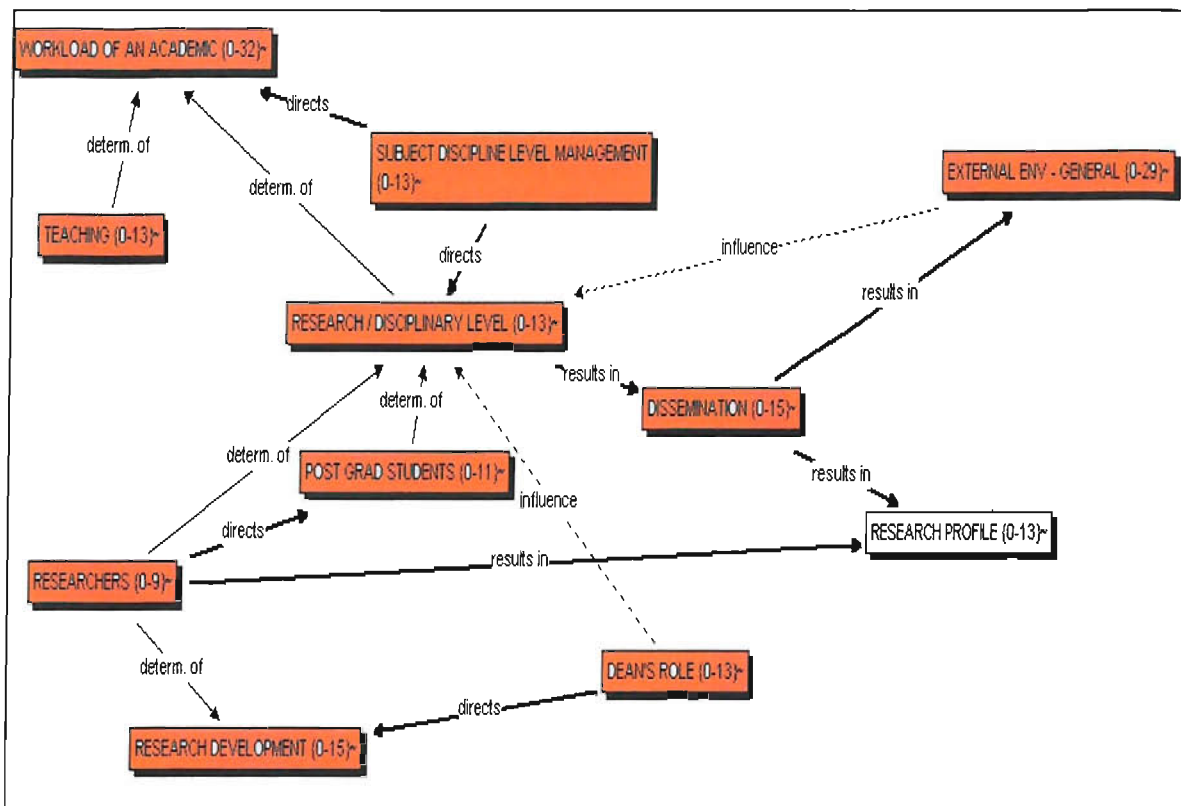 WORKLOAD OF AN ACADEMIC {0-32}~
directs
determ. of
SUBJECT DISCIPLINE LEVEL MANAGEMENT
{0-13}~
EXTERNAL ENV - GENERAL {0-29}~
determ. of
TEACHING {0-13}~
directs
influence
results in
RESEARCH / DISCIPLINARY LEVEL {0-13}~
results in
determ. of
DISSEMINATION {0-15}~
determ. of
POST GRAD STUDENTS {0-11}~
results in
influence
directs
RESEARCH PROFILE {0-13}~
results in
RESEARCHERS {0-9}~
determ. of
DEAN'S ROLE {0-13}~
directs
RESEARCH DEVELOPMENT {0-15}~